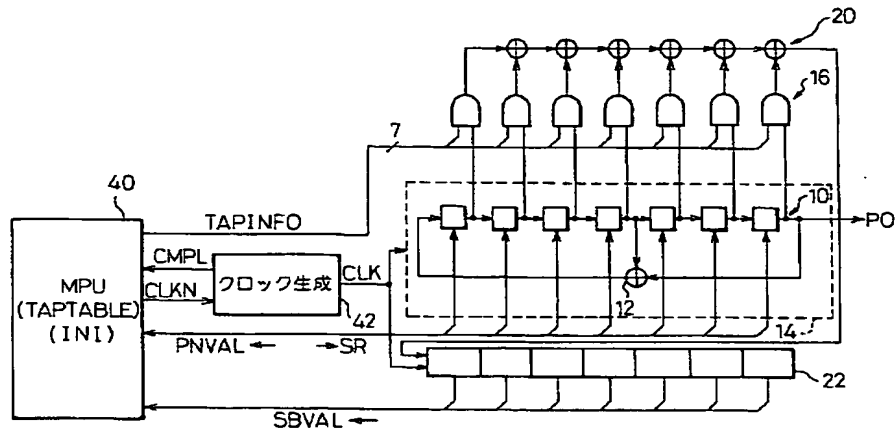 20
16
7
40
TAPINFO
10
PO
MPU
(TAPTABLE)
(INI)
CMPL
CLKN
クロック生成
CLK
42
12
14
PNVAL ← → SR
22
SBVAL ←